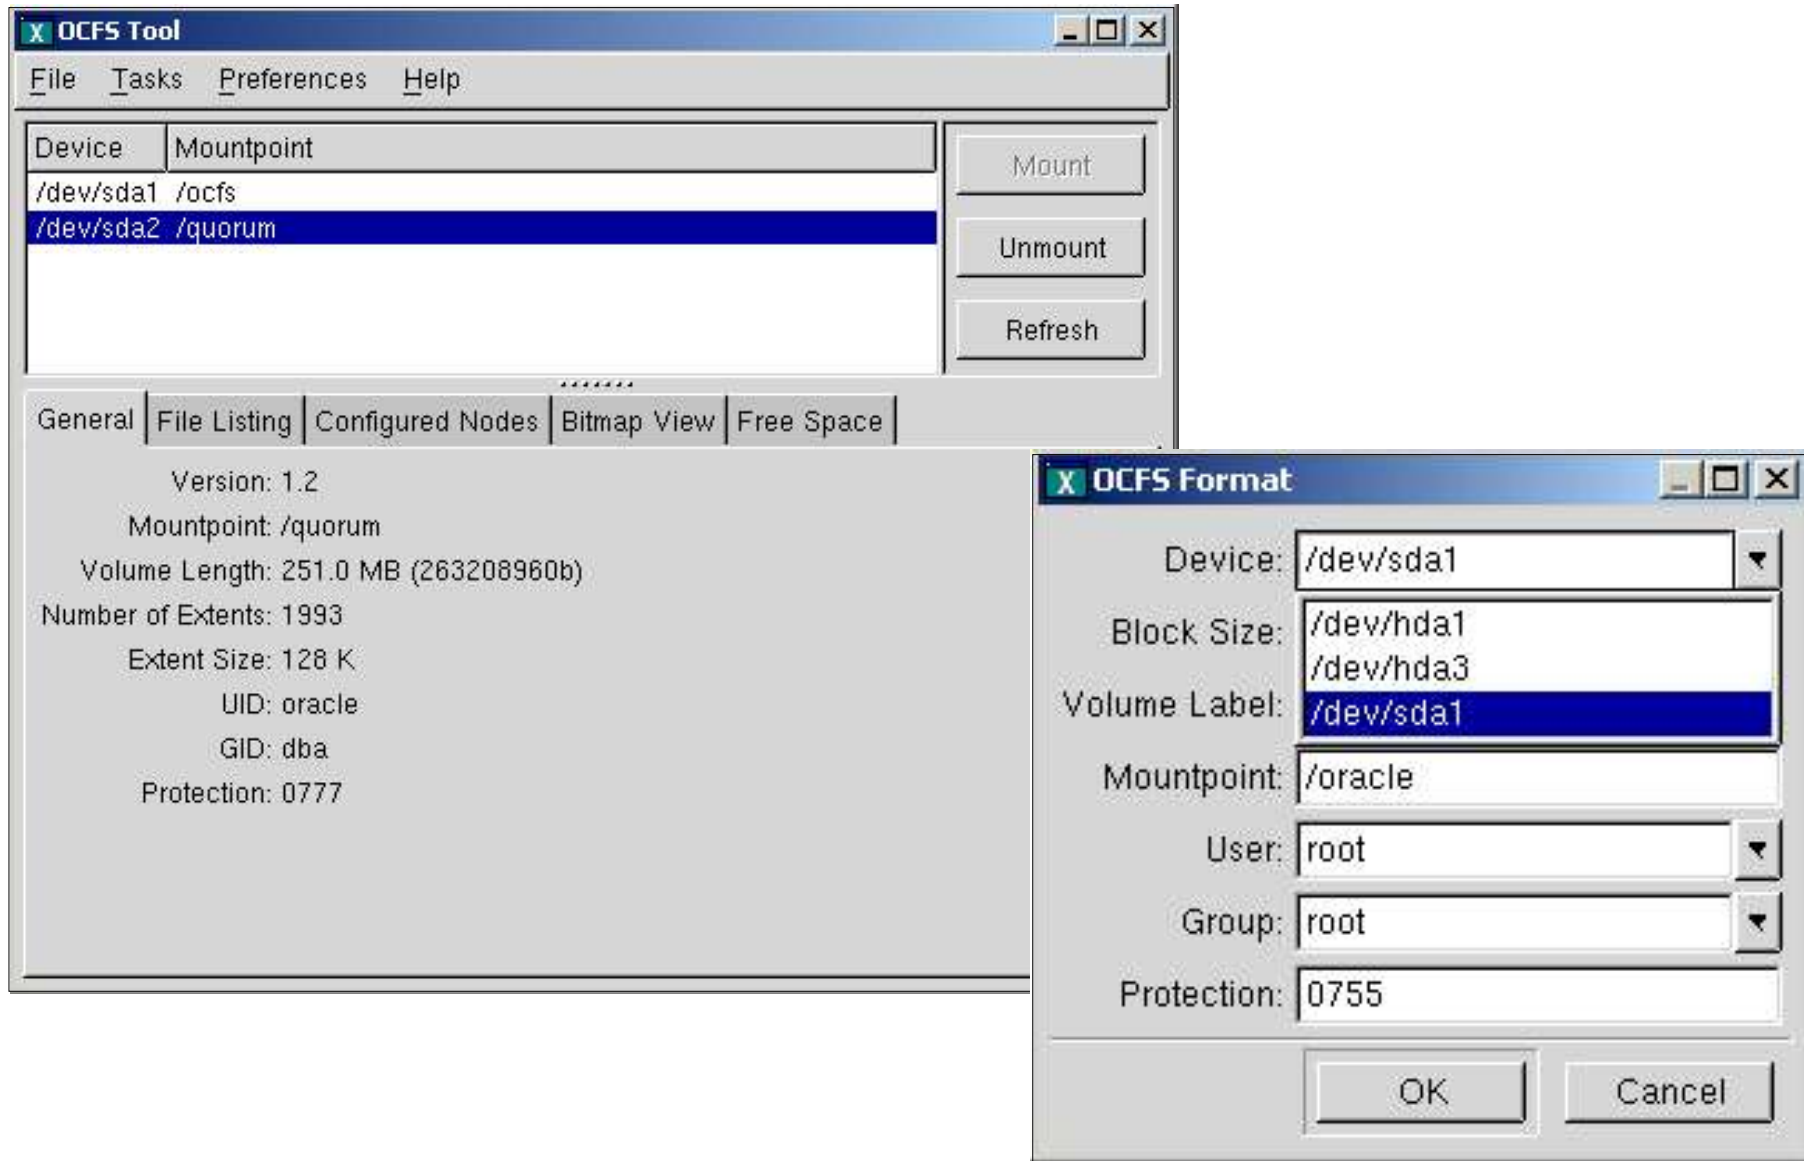 OCFS Tool
File Tasks Preferences Help
Device Mountpoint
/dev/sda1 /ocfs
/dev/sda2 /quorum
Mount
Unmount
Refresh
General File Listing Configured Nodes Bitmap View Free Space
Version: 1.2
Mountpoint: /quorum
Volume Length: 251.0 MB (263208960b)
Number of Extents: 1993
Extent Size: 128 K
UID: oracle
GID: dba
Protection: 0777
OCFS Format
Device: /dev/sda1
/dev/hda1
Block Size:
/dev/hda3
Volume Label:
/dev/sda1
Mountpoint: /oracle
User: root
Group: root
Protection: 0755
OK Cancel